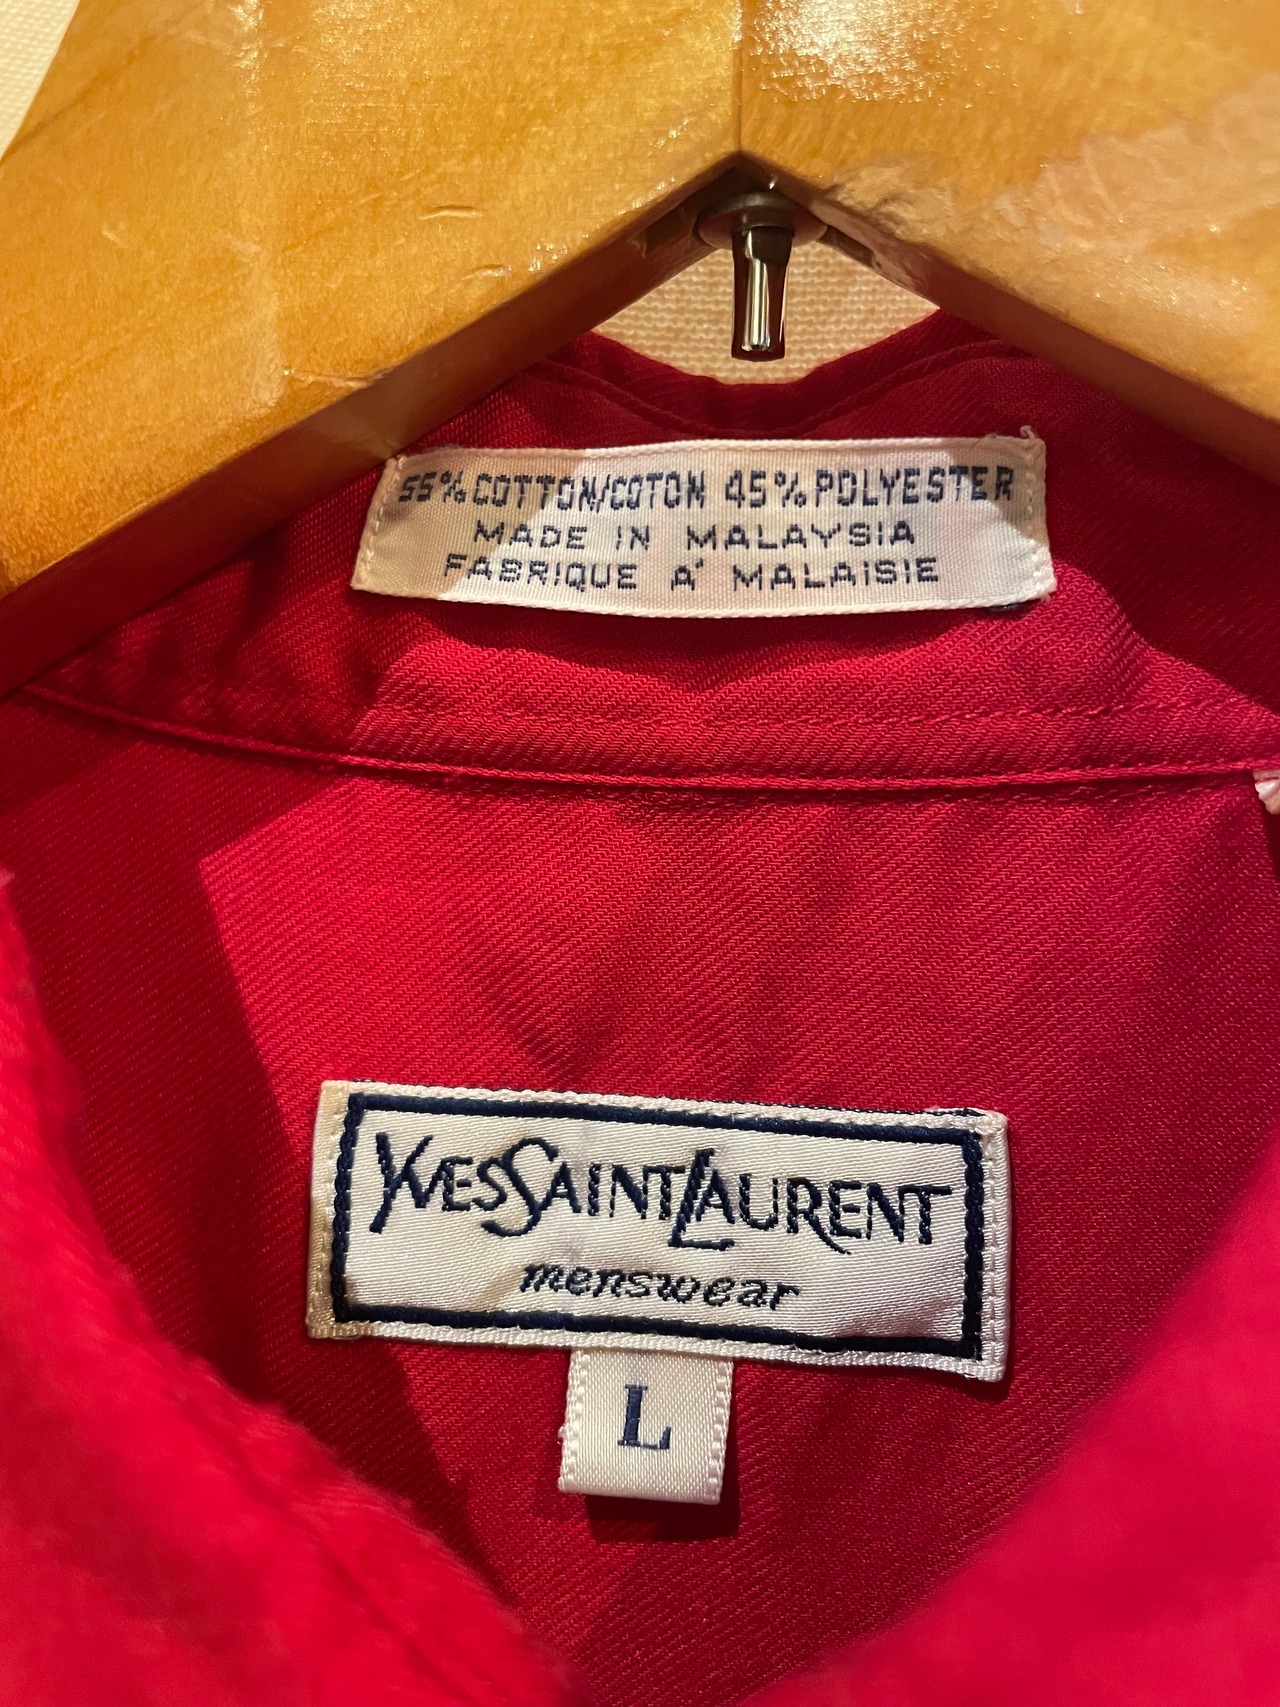 55% COTTON/COTON 45% POLYESTER
MADE IN MALAYSIA
FABRIQUE A' MALAISIE
YVESSAINTLAURENT
menswear
L